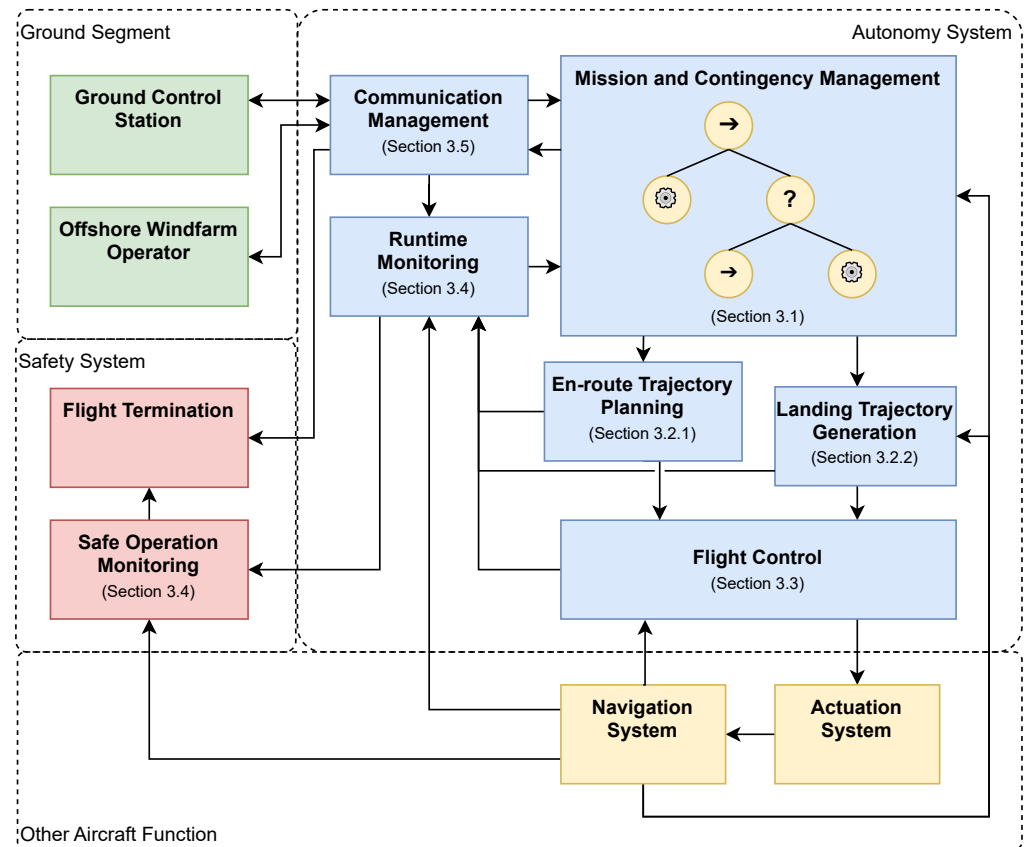 Ground Segment
Ground Control
Station
Offshore Windfarm
Operator
Safety System
Flight Termination
Safe Operation
Monitoring
(Section 3.4)
Autonomy System
Communication
Management
(Section 3.5)
Runtime
Monitoring
(Section 3.4)
Mission and Contingency Management
?
(Section 3.1)
En-route Trajectory
Planning
(Section 3.2.1)
Landing Trajectory
Generation
(Section 3.2.2)
Flight Control
(Section 3.3)
Navigation
System
Actuation
System
Other Aircraft Function